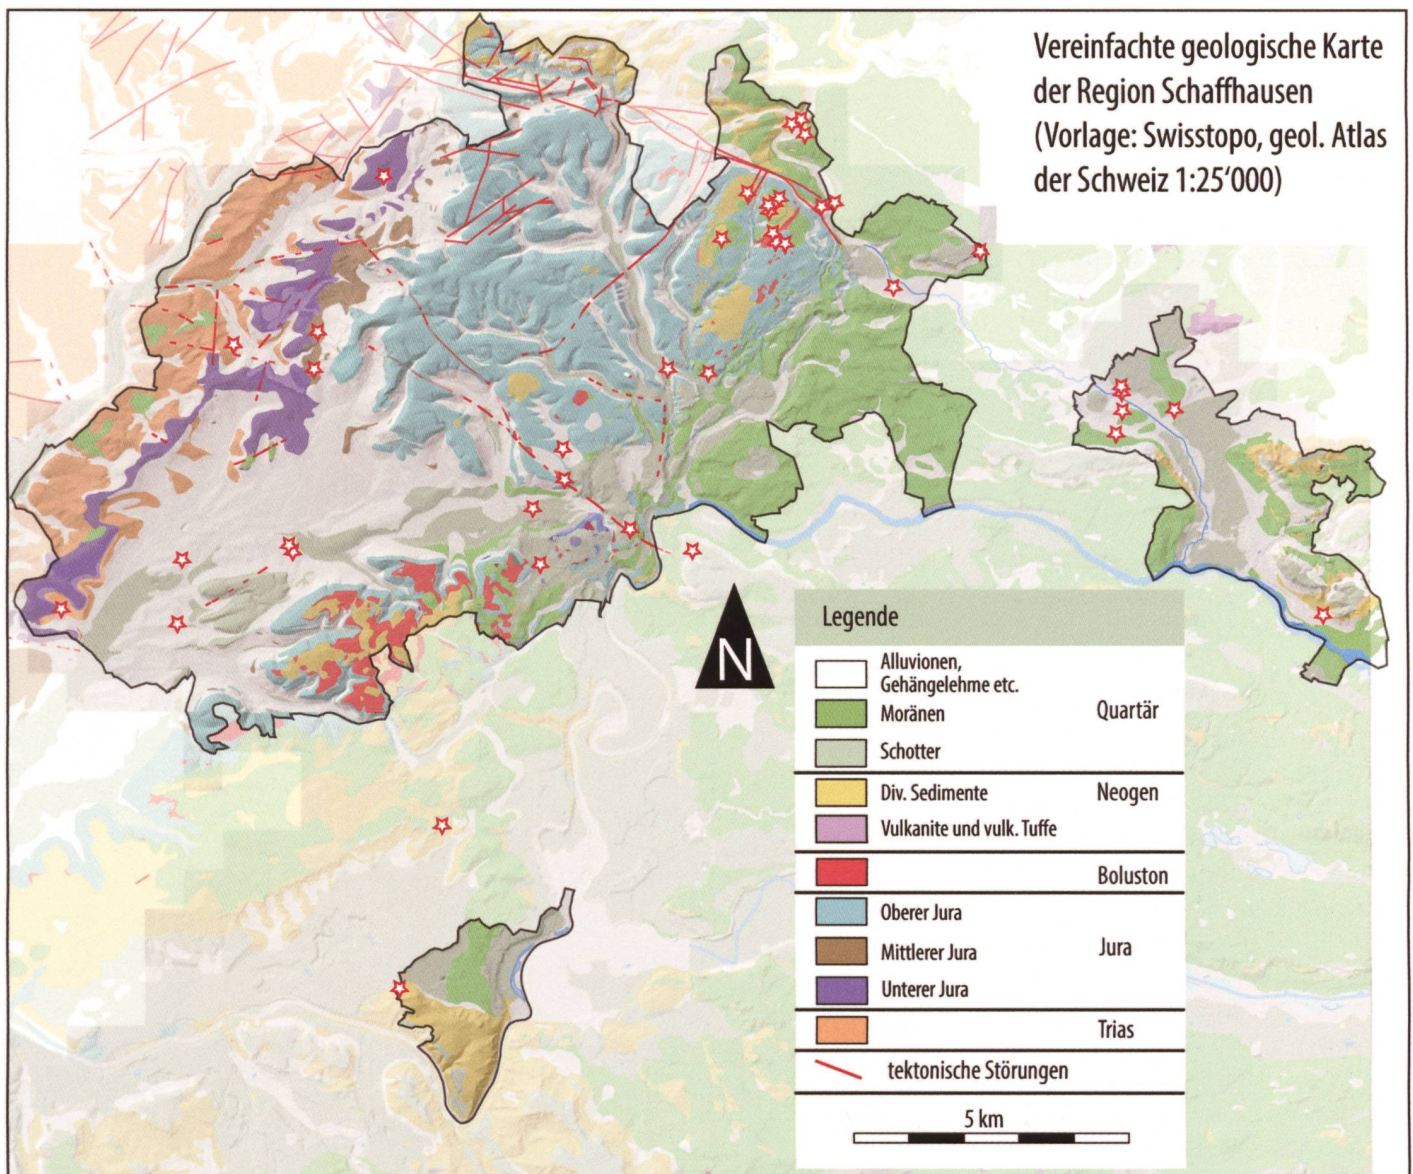 Vereinfachte geologische Karte
der Region Schaffhausen
(Vorlage: Swisstopo, geol. Atlas
der Schweiz 1:25‘000)
N
Legende
Alluvionen,
Gehängelehme etc.
Moränen
Quartär
Schotter
Div. Sedimente
Neogen
Vulkanite und vulk. Tuffe
Boluston
Oberer Jura
Mittlerer Jura
Jura
Unterer Jura
Trias
tektonische Störungen
5 km